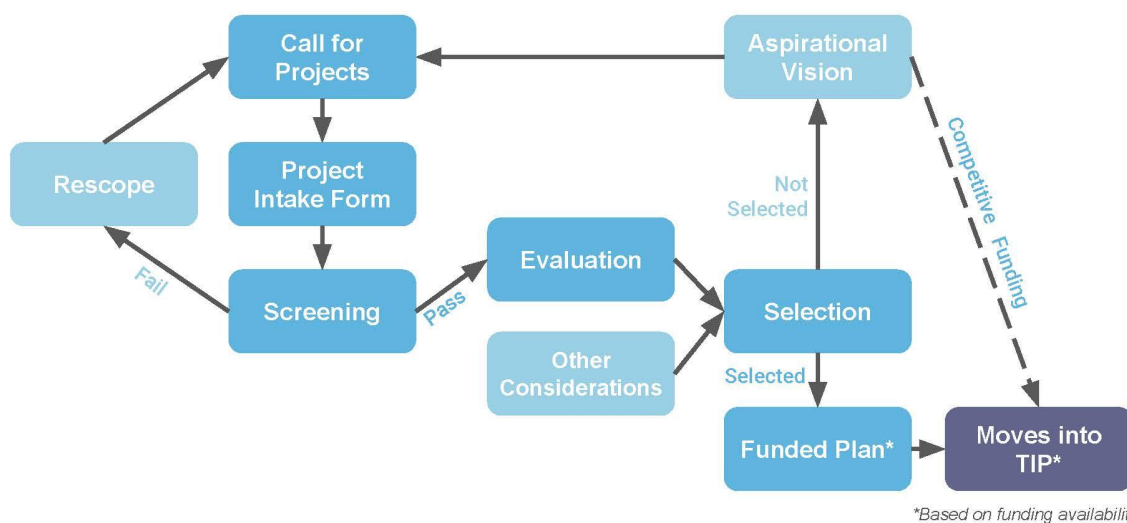 Call for
Projects
Aspirational
Vision
Rescope
Project
Intake Form
Not
Selected
Competitive Funding
Fail
Screening
Pass
Evaluation
Selection
Other
Considerations
Selected
Funded Plan*
Moves into
TIP*
*Based on funding availabilit